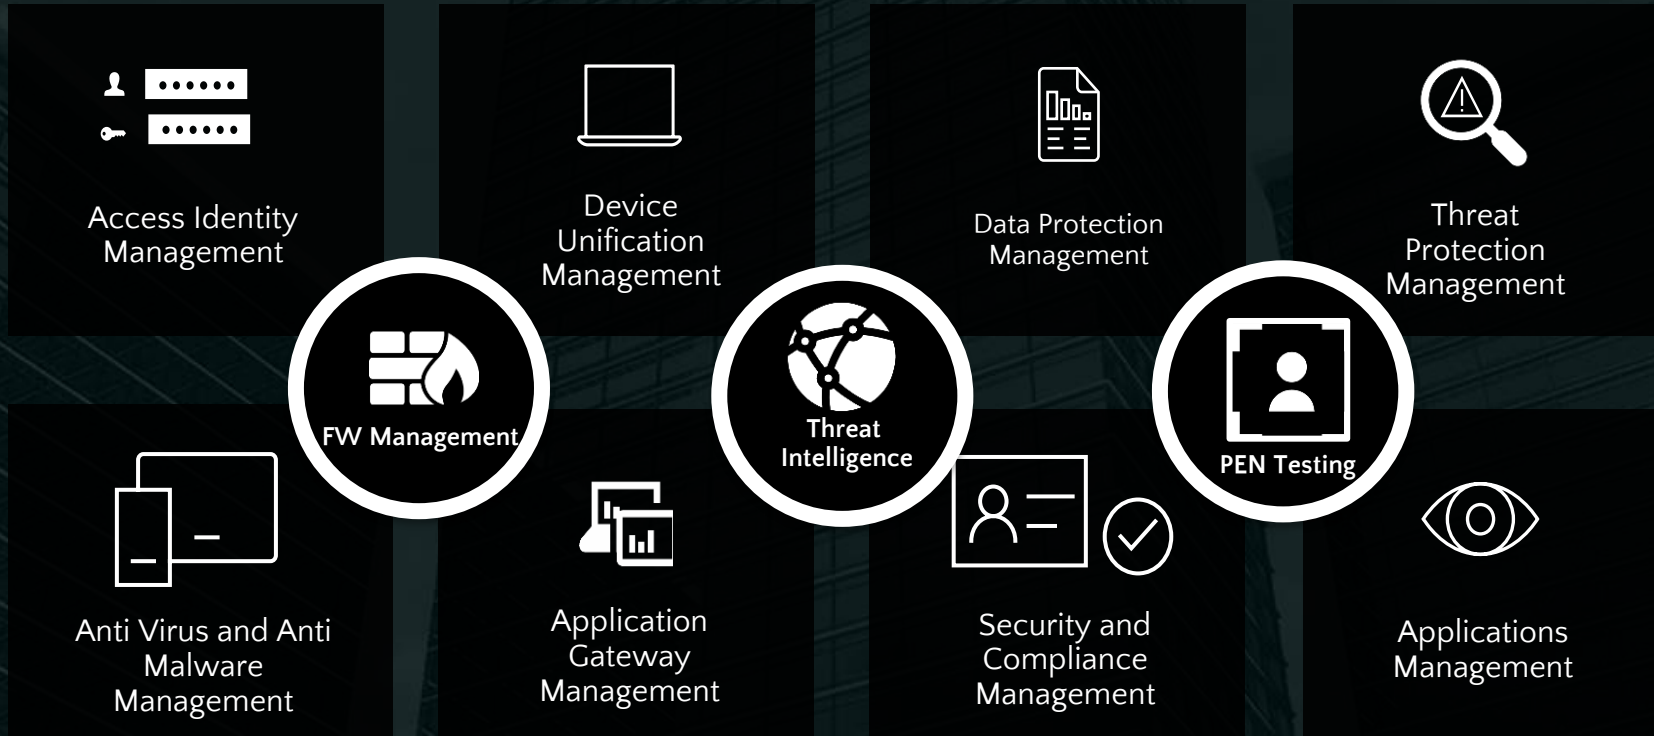 Access Identity
Management
Device
Unification
Management
Data Protection
Management
Threat
Protection
Management
FW Management
Threat
Intelligence
PEN Testing
Anti Virus and Anti
Malware
Management
Application
Gateway
Management
Security and
Compliance
Management
Applications
Management